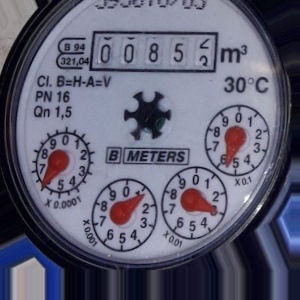 B 94
321,04
0085
m³
Cl. B=H-A=V
PN 16
Qn 1,5
30°C
B METERS
X 0.1
X 0.01
X 0.001
X 0.0001